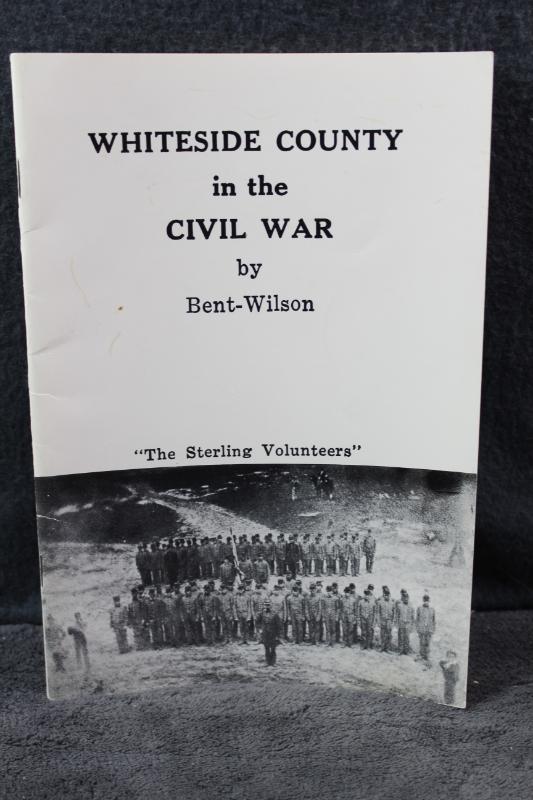 WHITESIDE COUNTY
in the
CIVIL WAR
by
Bent-Wilson
"The Sterling Volunteers"